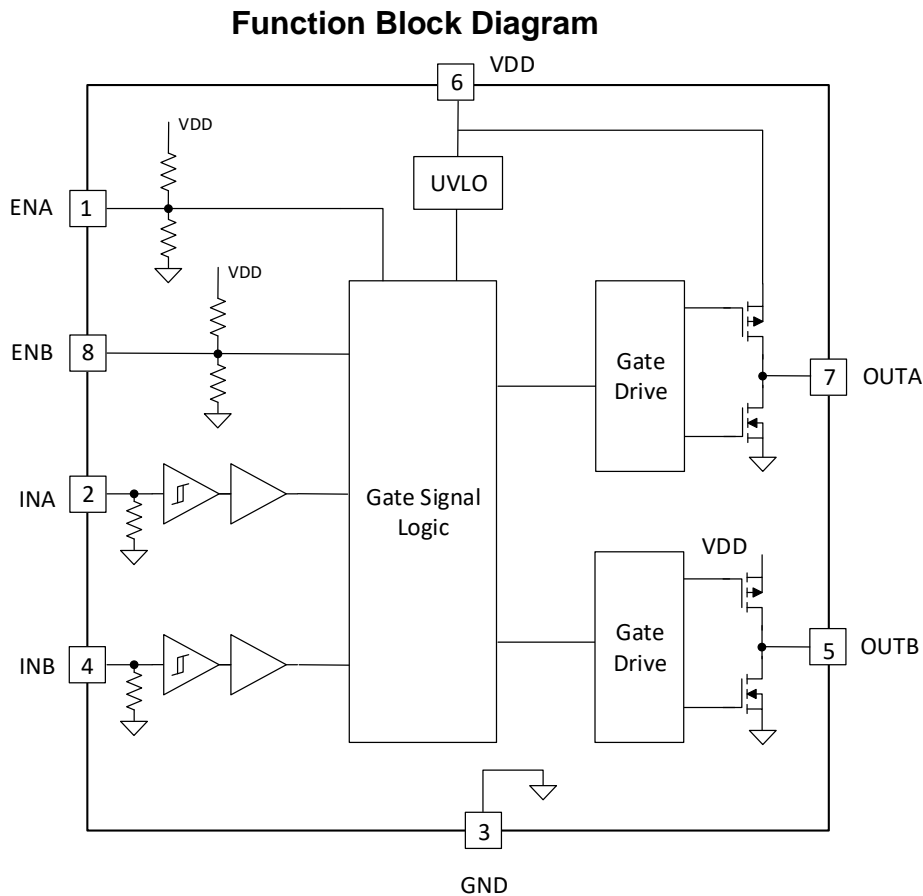 Function Block Diagram
VDD
6
VDD
UVLO
ENA
1
VDD
ENB
8
Gate
Drive
7
OUTA
INA
2
Gate Signal
Logic
VDD
INB
4
Gate
Drive
5
OUTB
3
GND